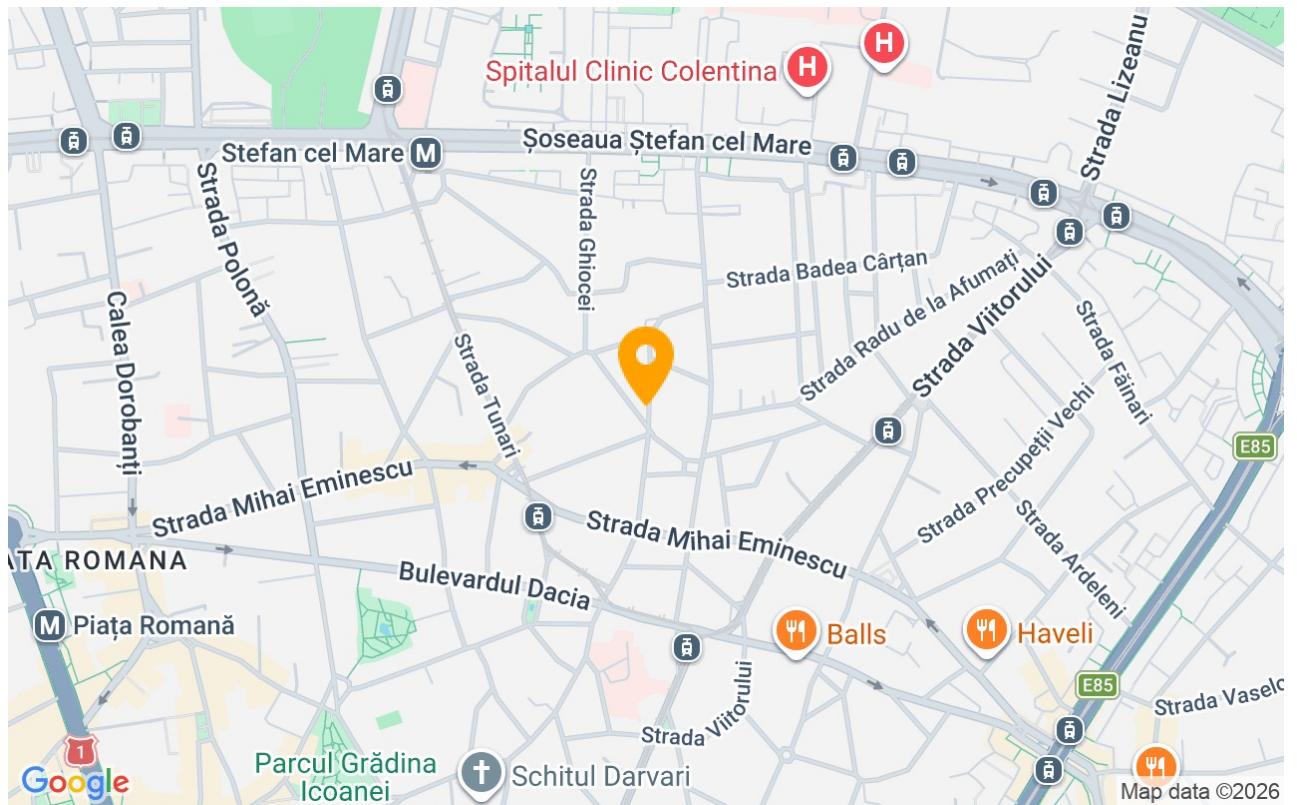 H
Spitalul Clinic Colentina H
Strada Lizeanu
Stefan cel Mare M
Șoseaua Ștefan cel Mare
Strada Polonă
Strada Ghiocei
Strada Badea Cârțan
Strada Radu de la Afumați
Strada Viitorului
Calea Dorobanți
Strada Tunari
Strada Făinari
Strada Precupeții Vechi
E85
Strada Mihai Eminescu
Strada Mihai Eminescu
Strada Ardeleni
ATA ROMANA
Bulevardul Dacia
M Piața Romană
Balls
Haveli
E85
Strada Viitorului
Strada Vaselo
1
Parcul Grădina
Icoanei
Schitul Darvari
Google
Map data ©2026